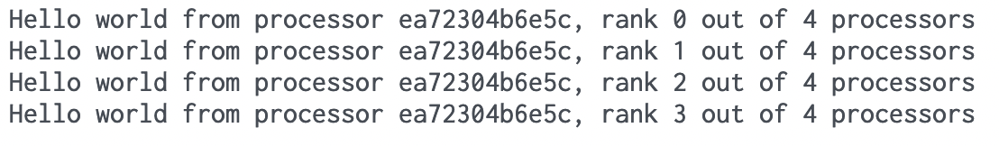 Hello world from processor ea72304b6e5c, rank 0 out of 4 processors
Hello world from processor ea72304b6e5c, rank 1 out of 4 processors
Hello world from processor ea72304b6e5c, rank 2 out of 4 processors
Hello world from processor ea72304b6e5c, rank 3 out of 4 processors